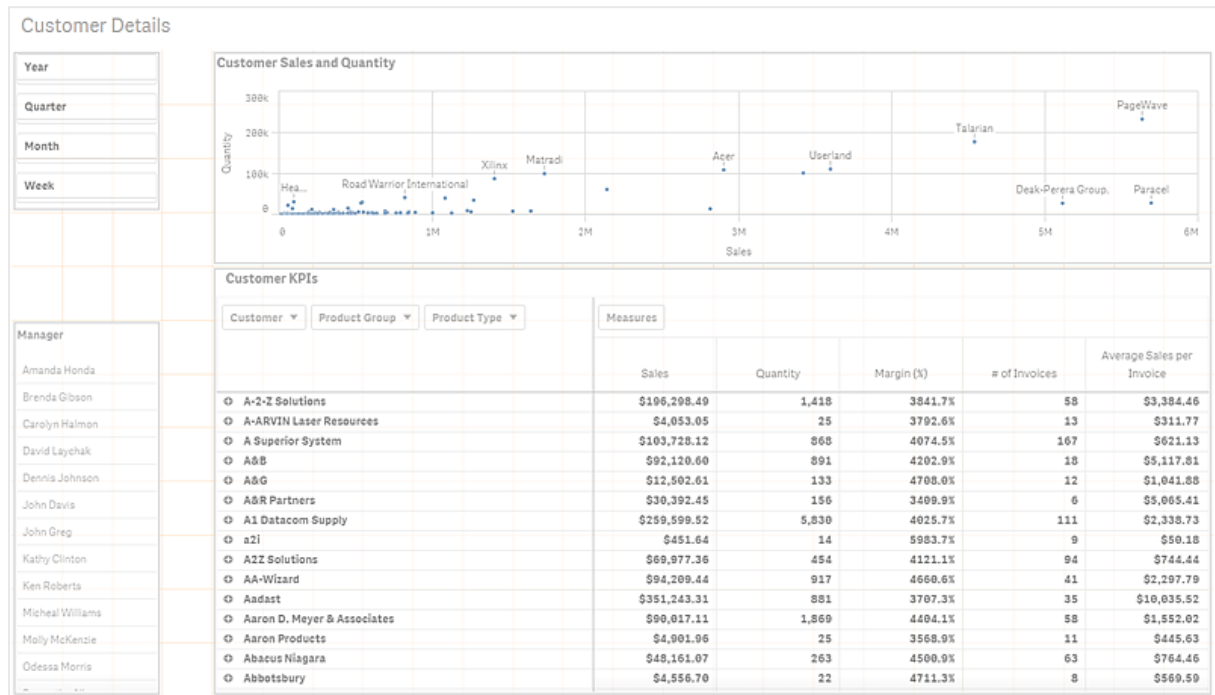 Customer Details
Year
Quarter
Month
Week
Manager
Amanda Honda
Brenda Gibson
Carolyn Halmon
David Laychak
Dennis Johnson
John Davis
John Greg
Kathy Clinton
Ken Roberts
Micheal Williams
Molly McKenzie
Odessa Morris
Customer Sales and Quantity
300k
200k
100k
0
Quantity
PageWave
Talarian
Acer
Userland
Xilinx
Matradi
Hea...
Road Warrior International
Deak-Perera Group.
Paracel
0 1M 2M 3M 4M 5M 6M
Sales
Customer KPIs
Customer Product Group Product Type Measures
Sales Quantity Margin (%) # of Invoices Average Sales per
Invoice
A-2-Z Solutions $196,298.49 1,418 3841.7% 58 $3,384.46
A-ARVIN Laser Resources $4,053.05 25 3792.6% 13 $311.77
A Superior System $103,728.12 868 4074.5% 167 $621.13
A&B $92,120.60 891 4202.9% 18 $5,117.81
A&G $12,502.61 133 4708.0% 12 $1,041.88
A&R Partners $30,392.45 156 3409.9% 6 $5,065.41
A1 Datacom Supply $259,599.52 5,830 4025.7% 111 $2,338.73
a2i $451.64 14 5983.7% 9 $50.18
A2Z Solutions $69,977.36 454 4121.1% 94 $744.44
AA-Wizard $94,209.44 917 4660.6% 41 $2,297.79
Aadast $351,243.31 881 3707.3% 35 $10,035.52
Aaron D. Meyer & Associates $90,017.11 1,869 4404.1% 58 $1,552.02
Aaron Products $4,901.96 25 3568.9% 11 $445.63
Abacus Niagara $48,161.07 263 4500.9% 63 $764.46
Abbotsbury $4,556.70 22 4711.3% 8 $569.59